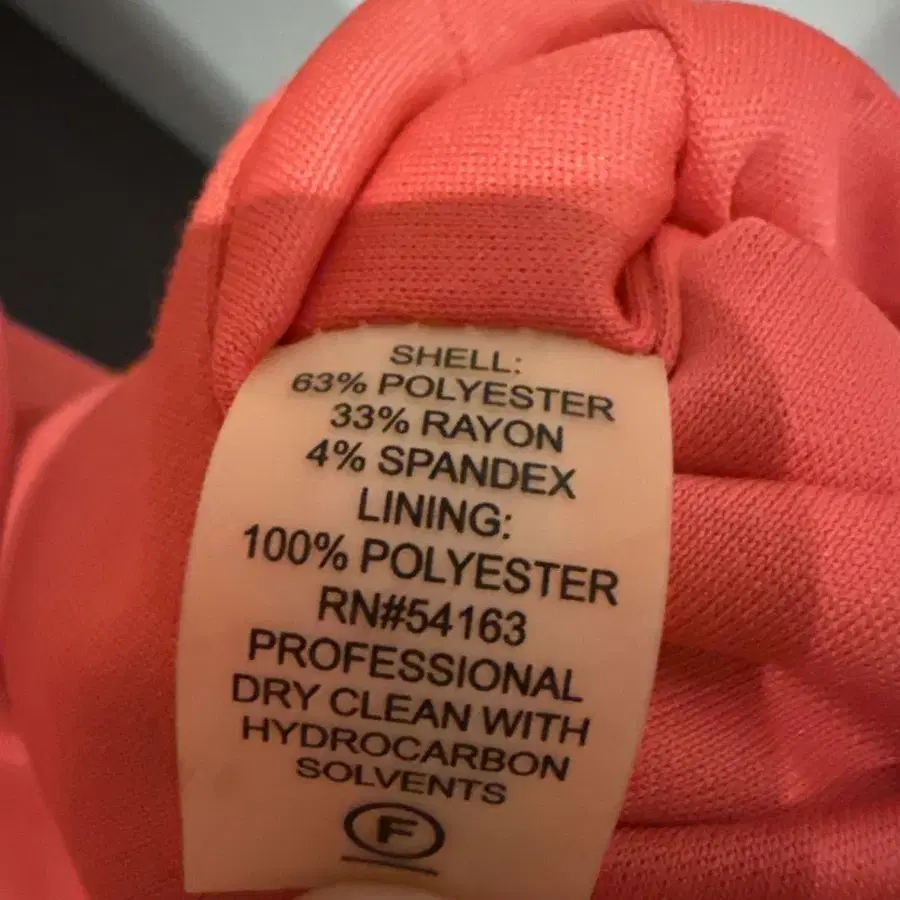 SHELL:
63% POLYESTER
33% RAYON
4% SPANDEX
LINING:
100% POLYESTER
RN#54163
PROFESSIONAL
DRY CLEAN WITH
HYDROCARBON
SOLVENTS
F